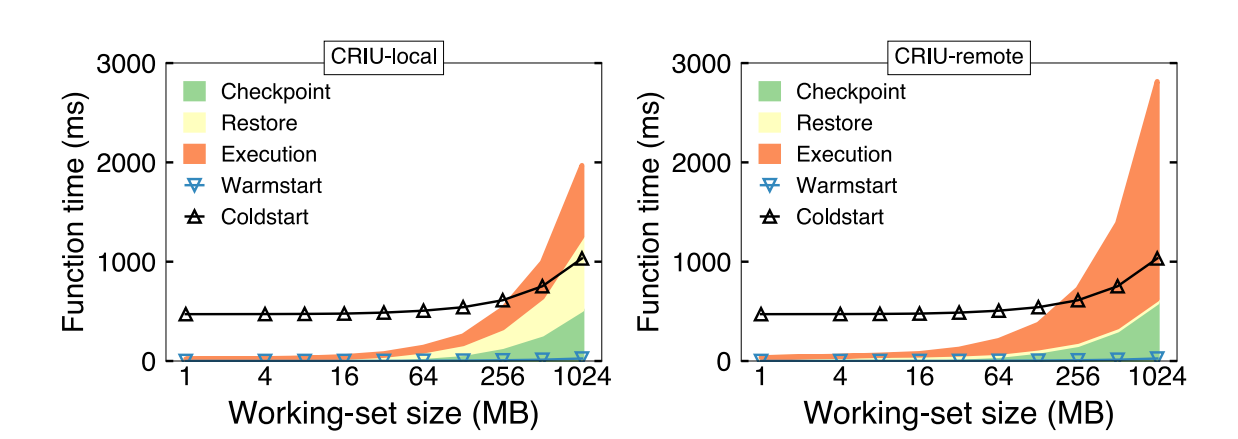 CRIU-local
Function time (ms)
3000
2000
1000
0
Checkpoint
Restore
Execution
Warmstart
Coldstart
1 4 16 64 256 1024
Working-set size (MB)
CRIU-remote
Function time (ms)
3000
2000
1000
0
Checkpoint
Restore
Execution
Warmstart
Coldstart
1 4 16 64 256 1024
Working-set size (MB)